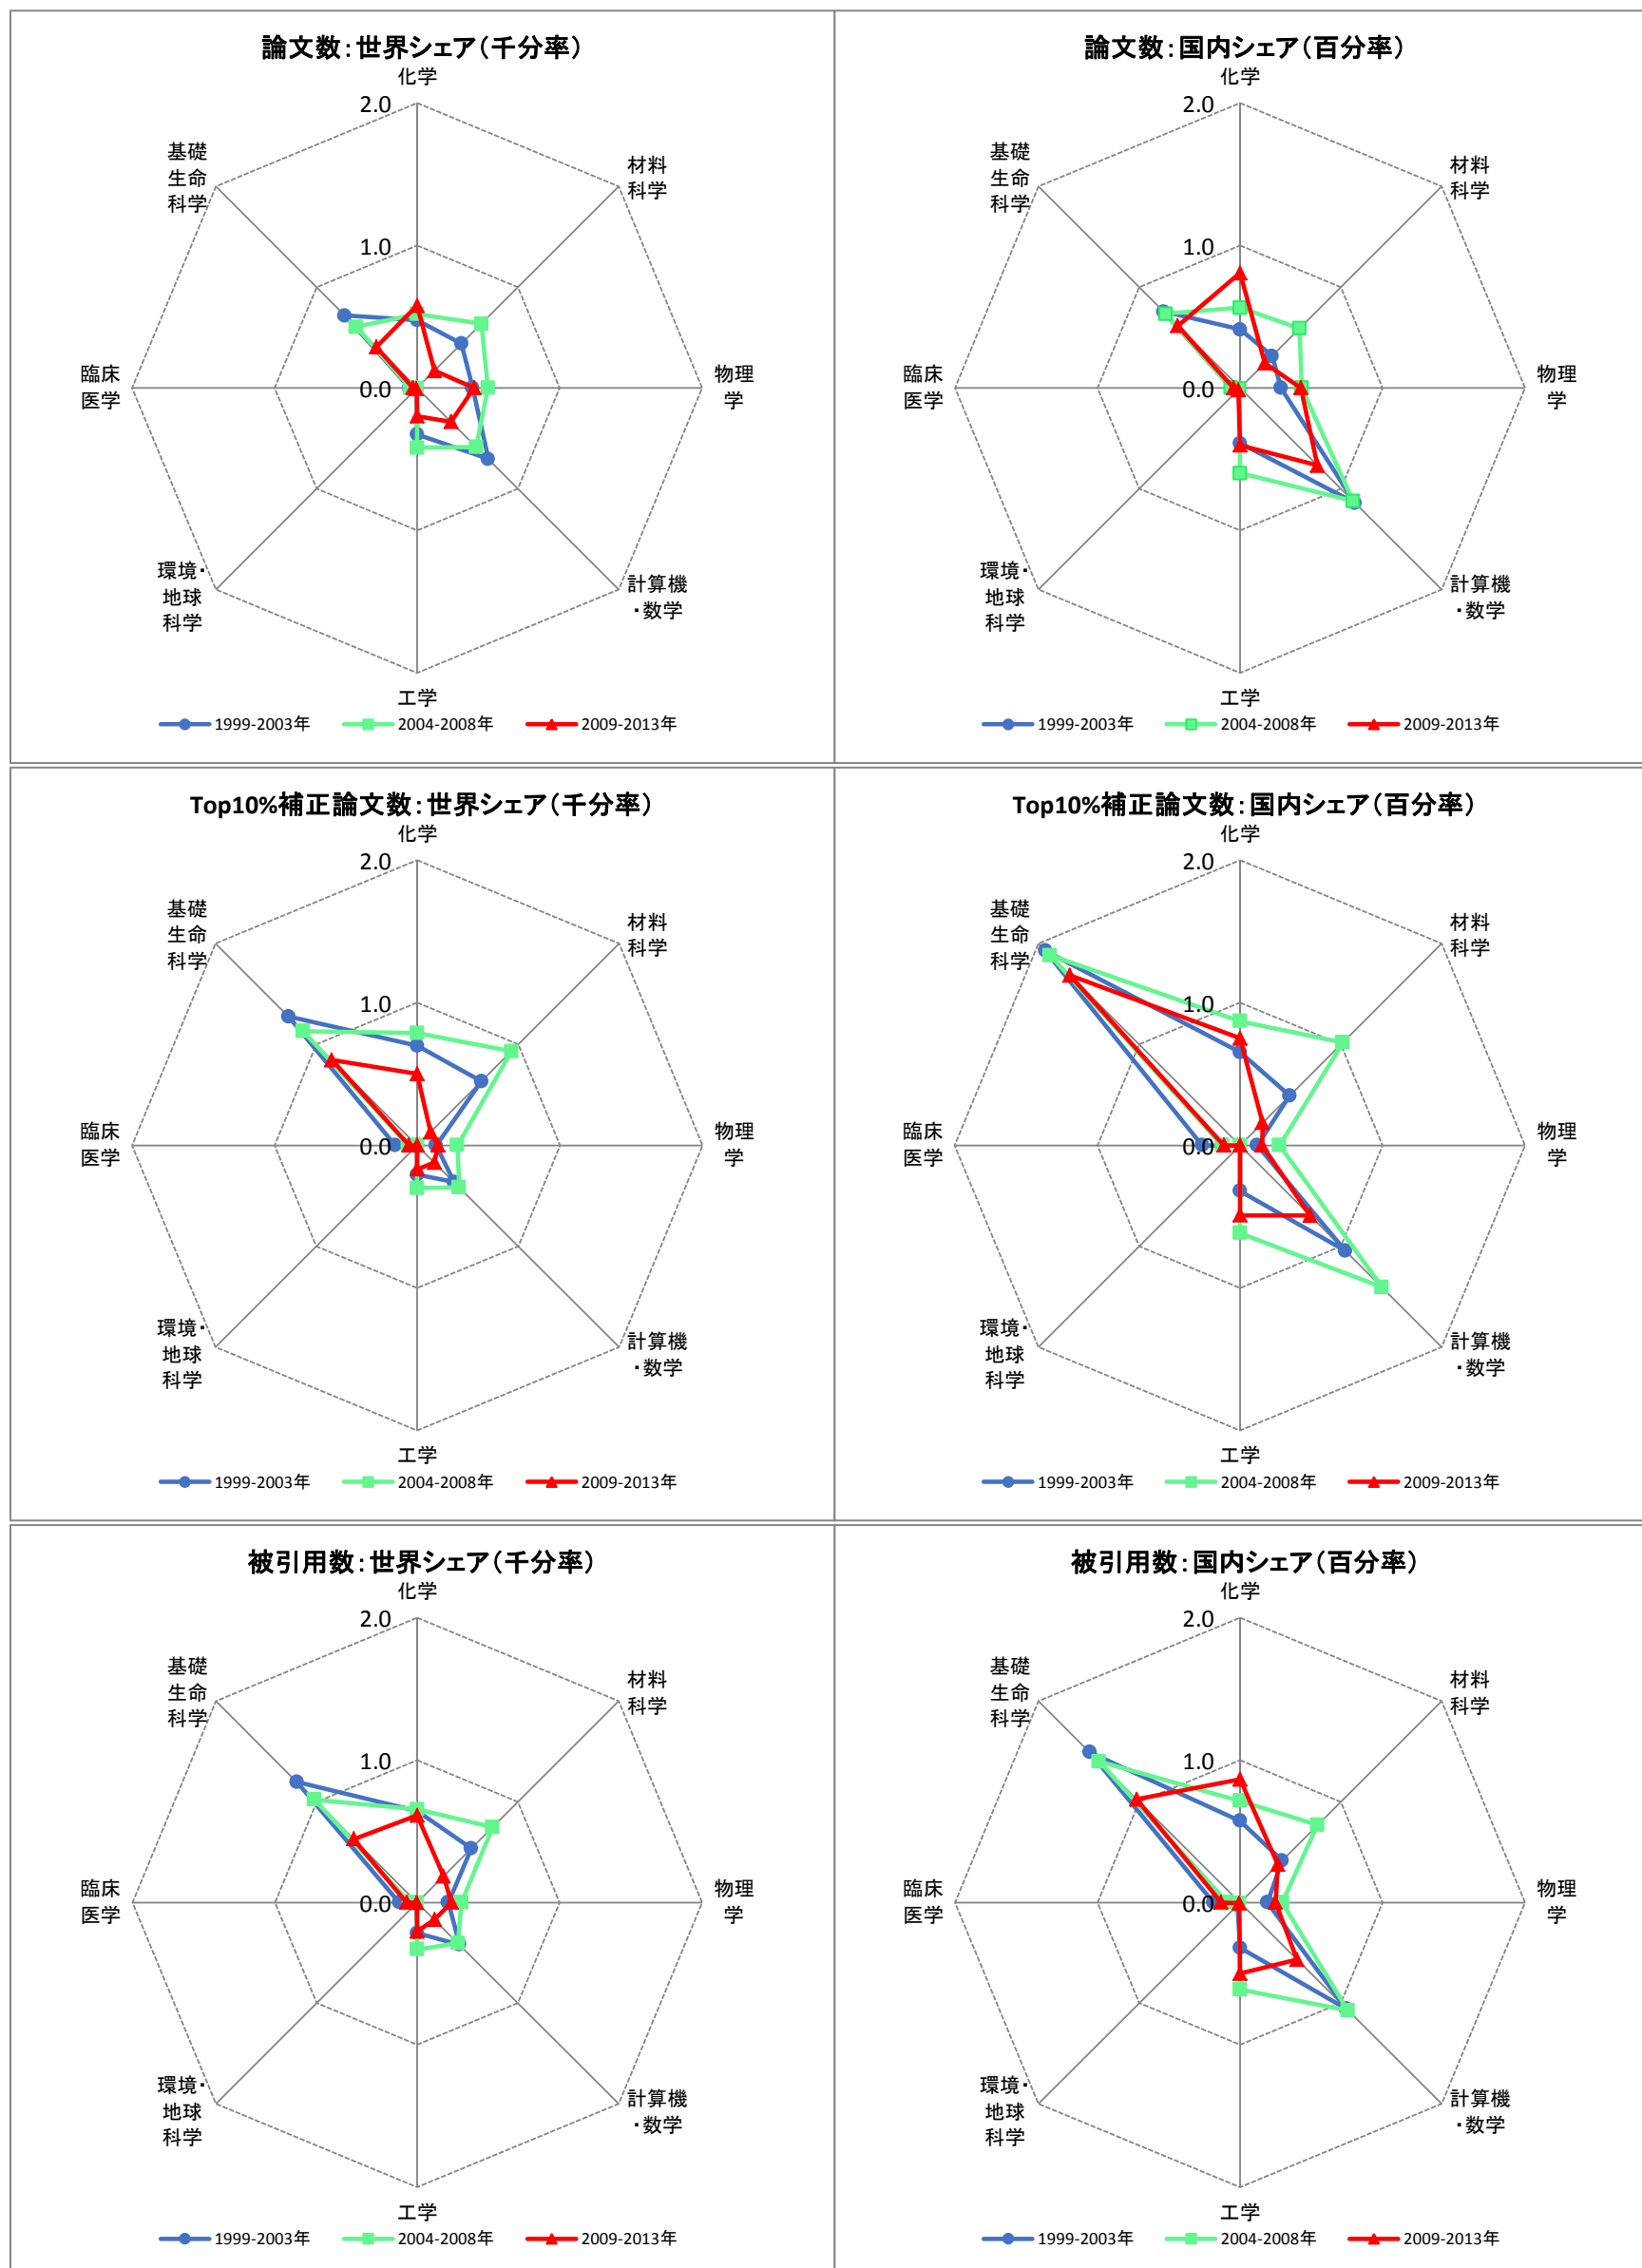 論文数：世界シェア（千分率）
化学
2.0
基礎
生命
科学
材料
科学
1.0
臨床
医学
0.0
物理
学
環境・
地球
科学
計算機
・数学
工学
1999-2003年
2004-2008年
2009-2013年
論文数：国内シェア（百分率）
化学
2.0
基礎
生命
科学
材料
科学
1.0
臨床
医学
0.0
物理
学
環境・
地球
科学
計算機
・数学
工学
1999-2003年
2004-2008年
2009-2013年
Top10%補正論文数：世界シェア（千分率）
化学
2.0
基礎
生命
科学
材料
科学
1.0
臨床
医学
0.0
物理
学
環境・
地球
科学
計算機
・数学
工学
1999-2003年
2004-2008年
2009-2013年
Top10%補正論文数：国内シェア（百分率）
化学
2.0
基礎
生命
科学
材料
科学
1.0
臨床
医学
0.0
物理
学
環境・
地球
科学
計算機
・数学
工学
1999-2003年
2004-2008年
2009-2013年
被引用数：世界シェア（千分率）
化学
2.0
基礎
生命
科学
材料
科学
1.0
臨床
医学
0.0
物理
学
環境・
地球
科学
計算機
・数学
工学
1999-2003年
2004-2008年
2009-2013年
被引用数：国内シェア（百分率）
化学
2.0
基礎
生命
科学
材料
科学
1.0
臨床
医学
0.0
物理
学
環境・
地球
科学
計算機
・数学
工学
1999-2003年
2004-2008年
2009-2013年